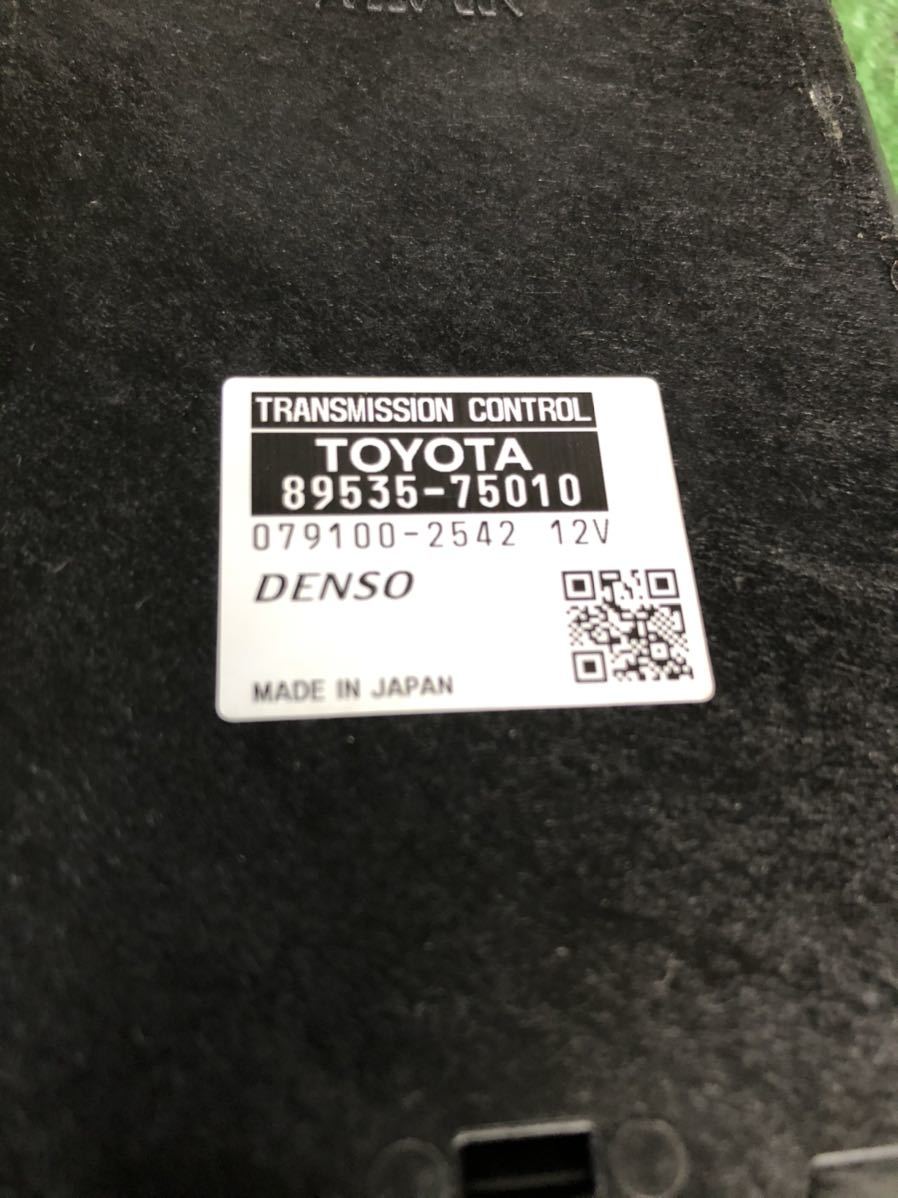 TRANSMISSION CONTROL
TOYOTA
89535-75010
079100-2542 12V
DENSO
MADE IN JAPAN